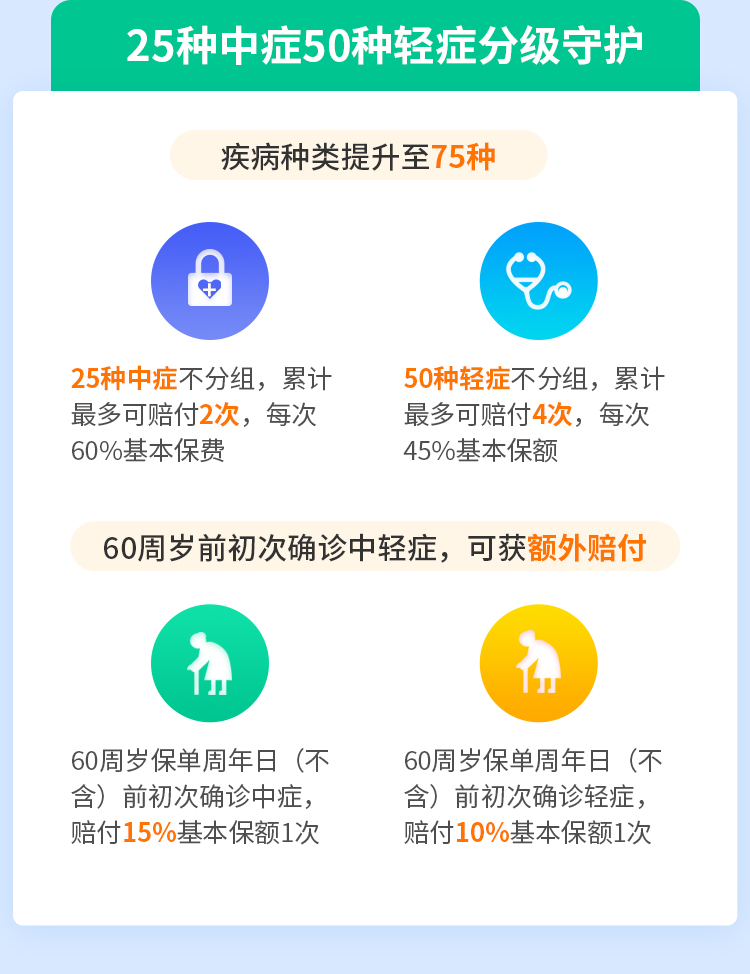 25种中症50种轻症分级守护
疾病种类提升至75种
25种中症不分组，累计
最多可赔付2次，每次
60%基本保费
50种轻症不分组，累计
最多可赔付4次，每次
45%基本保额
60周岁前初次确诊中轻症，可获额外赔付
60周岁保单周年日（不
含）前初次确诊中症，
赔付15%基本保额1次
60周岁保单周年日（不
含）前初次确诊轻症，
赔付10%基本保额1次